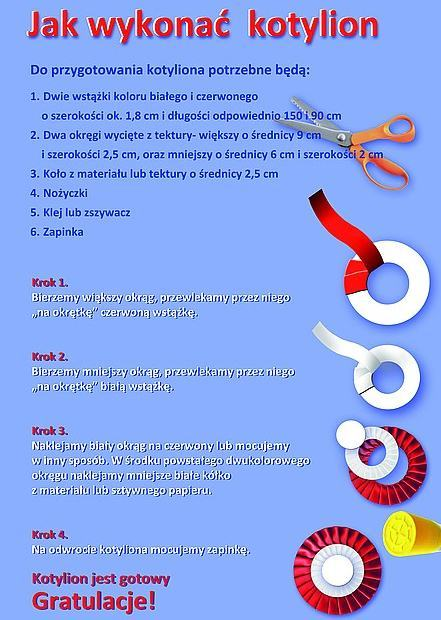 Jak wykonać kotylion
Do przygotowania kotyliona potrzebne będą:
1. Dwie wstążki koloru białego i czerwonego
o szerokości ok. 1,8 cm i długości odpowiednio 150 i 90 cm
2. Dwa okręgi wycięte z tektury- większy o średnicy 9 cm
i szerokości 2,5 cm, oraz mniejszy o średnicy 6 cm i szerokości 2 cm
3. Koło z materiału lub tektury o średnicy 2,5 cm
4. Nożyczki
5. Klej lub zszywacz
6. Zapinka
Krok 1.
Bierzemy większy okrąg, przewlekamy przez niego
„na okrętkę” czerwoną wstążkę.
Krok 2.
Bierzemy mniejszy okrąg, przewlekamy przez niego
„na okrętkę” białą wstążkę.
Krok 3.
Naklejamy biały okrąg na czerwony lub mocujemy
w inny sposób. W środku powstałego dwukolorowego
okręgu naklejamy mniejsze białe kółko
z materiału lub sztywnego papieru.
Krok 4.
Na odwrocie kotyliona mocujemy zapinkę.
Kotylion jest gotowy
Gratulacje!